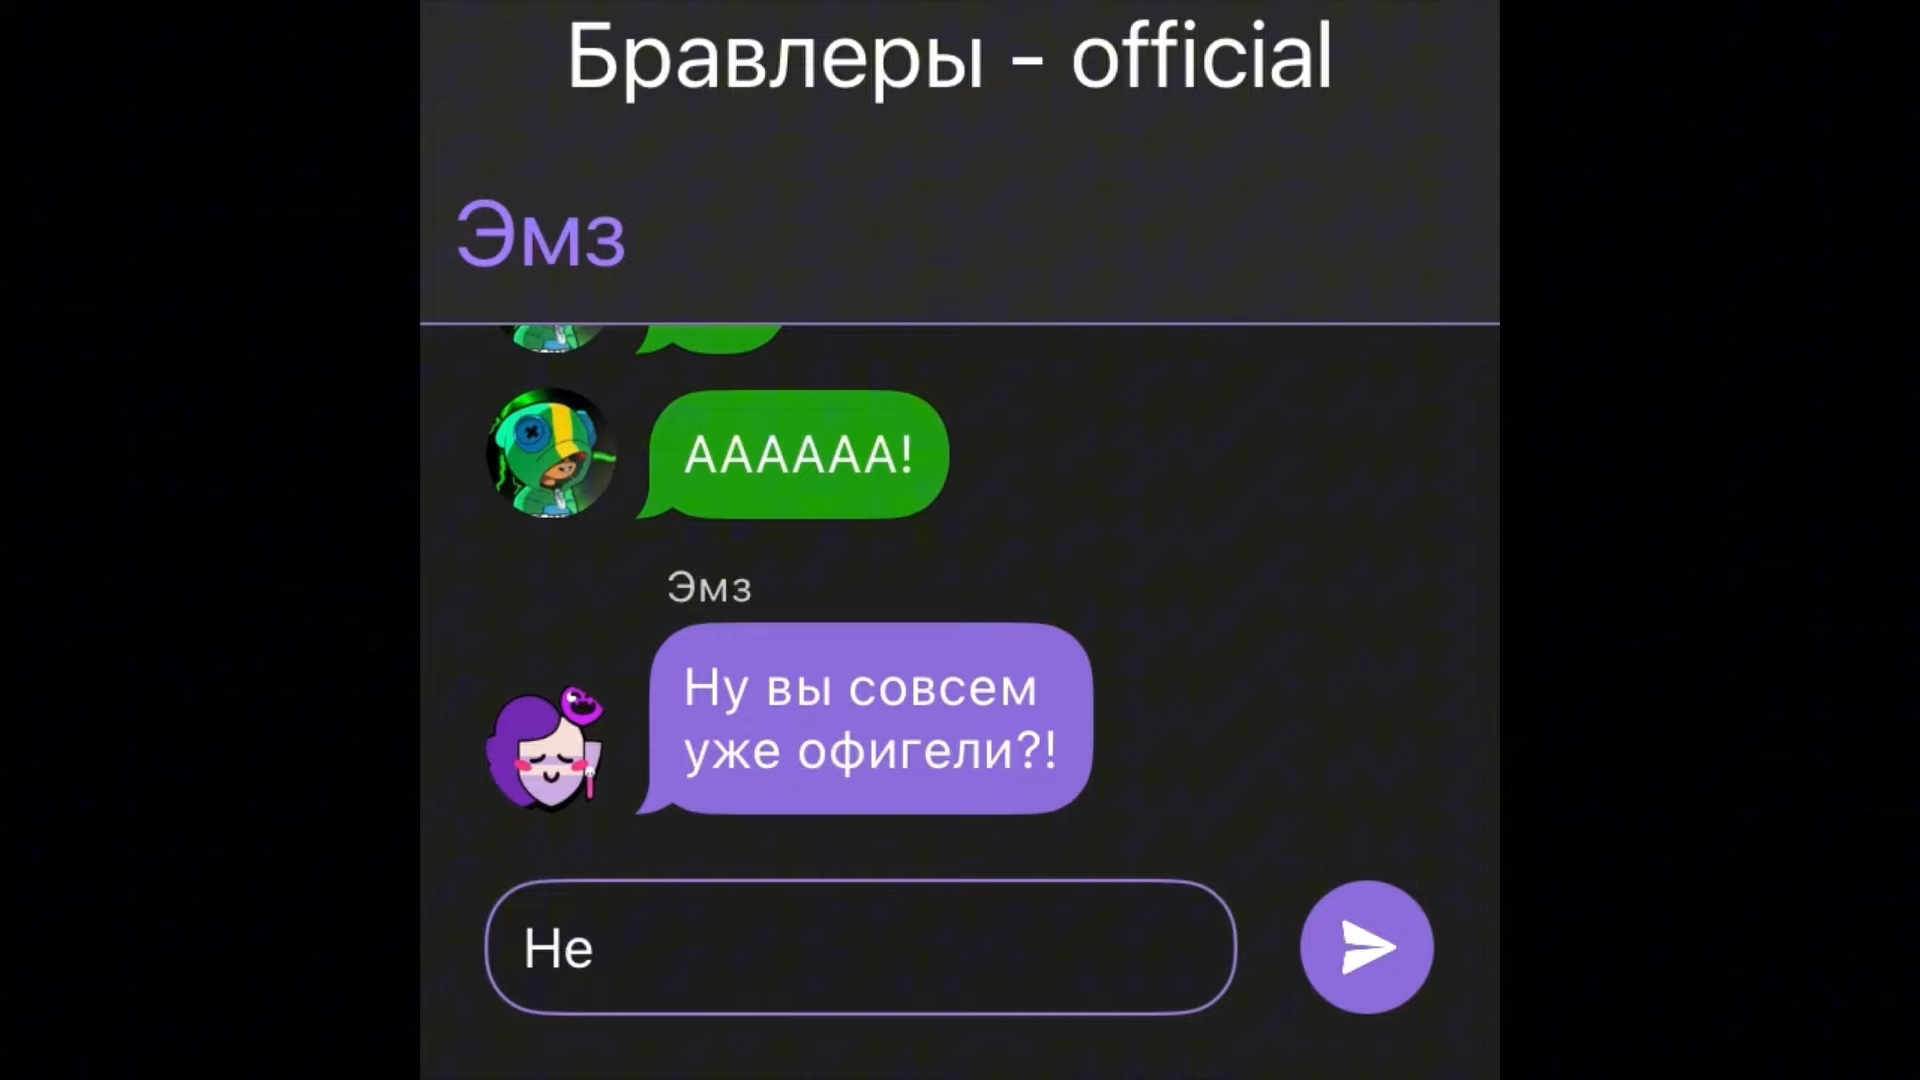 Бравлеры - official
Эмз
АААААА!
Эмз
Ну вы совсем
уже офигели?!
Не